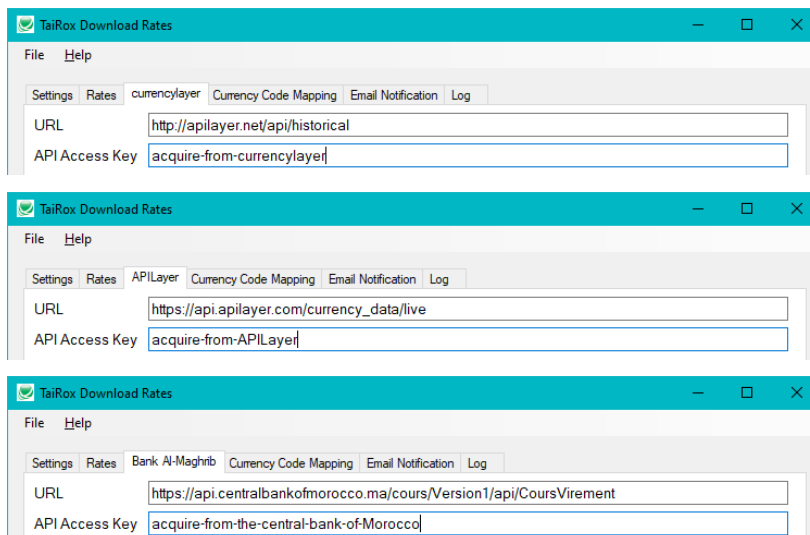 TaiRox Download Rates
File Help
Settings Rates currencylayer Currency Code Mapping Email Notification Log
URL http://apilayer.net/api/historical
API Access Key acquire-from-currencylayer
TaiRox Download Rates
File Help
Settings Rates APILayer Currency Code Mapping Email Notification Log
URL https://api.apilayer.com/currency_data/live
API Access Key acquire-from-APILayer
TaiRox Download Rates
File Help
Settings Rates Bank Al-Maghrib Currency Code Mapping Email Notification Log
URL https://api.centralbankofmorocco.ma/cours/Version1/api/CoursVirement
API Access Key acquire-from-the-central-bank-of-Morocco